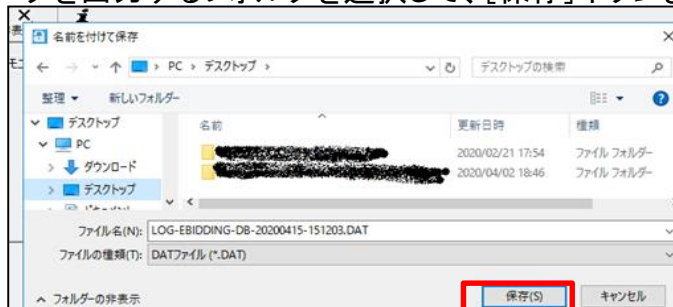 名前を付けて保存
PC > デスクトップ >
デスクトップの検索
整理
新しいフォルダー
デスクトップ
PC
ダウンロード
デスクトップ
名前
更新日時
種類
2020/02/21 17:54
ファイル フォルダー
2020/04/02 18:46
ファイル フォルダー
ファイル名(N): LOG-EBIDDING-DB-20200415-151203.DAT
ファイルの種類(T): DATファイル (*.DAT)
フォルダーの非表示
保存(S)
キャンセル